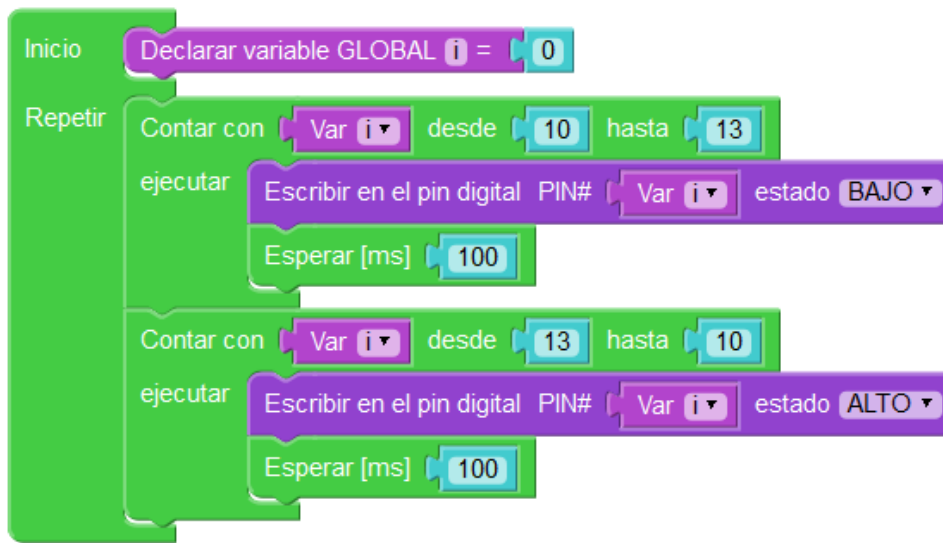 Inicio Declarar variable GLOBAL i = 0
Repetir Contar con Var i desde 10 hasta 13
ejecutar Escribir en el pin digital PIN# Var i estado BAJO
Esperar [ms] 100
Contar con Var i desde 13 hasta 10
ejecutar Escribir en el pin digital PIN# Var i estado ALTO
Esperar [ms] 100